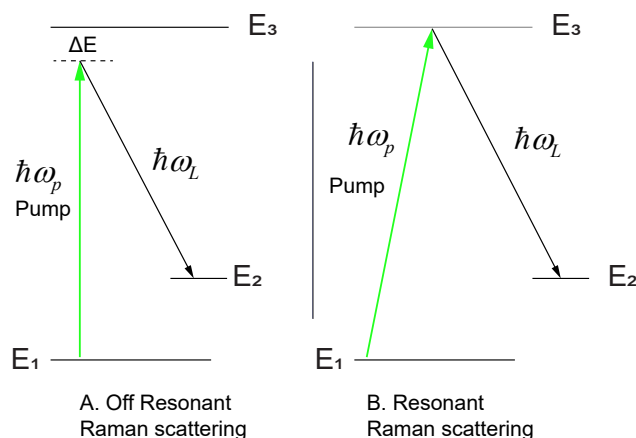 E₃
ΔE
ħω_p
Pump
ħω_L
E₂
E₁
A. Off Resonant
Raman scattering
E₃
ħω_p
Pump
ħω_L
E₂
E₁
B. Resonant
Raman scattering